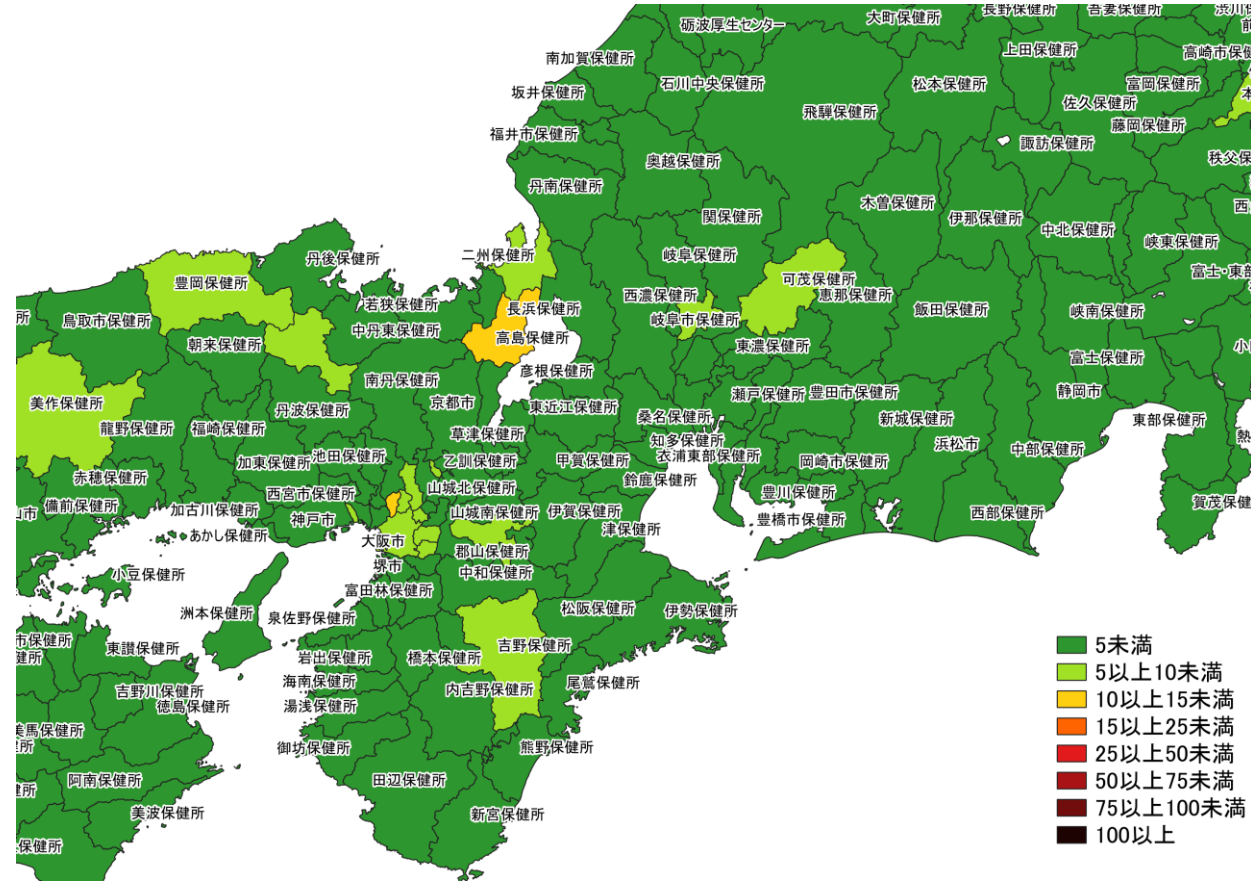 砺波厚生センター
大町保健所
長野保健所
吾妻保健所
南加賀保健所
上田保健所
高崎市保健
石川中央保健所
松本保健所
富岡保健所
坂井保健所
佐久保健所
飛騨保健所
藤岡保健所
福井市保健所
諏訪保健所
奥越保健所
秩父保
丹南保健所
木曽保健所
関保健所
伊那保健所
中北保健所
峡東保健所
丹後保健所
二州保健所
岐阜保健所
富士・東部
可茂保健所
豊岡保健所
西濃保健所
恵那保健所
若狭保健所
長浜保健所
飯田保健所
峡南保健所
鳥取市保健所
岐阜市保健所
中丹東保健所
高島保健所
朝来保健所
東濃保健所
富士保健所
彦根保健所
南丹保健所
静岡市
瀬戸保健所
豊田市保健所
美作保健所
京都市
東近江保健所
丹波保健所
桑名保健所
新城保健所
東部保健所
龍野保健所
福崎保健所
草津保健所
知多保健所
浜松市
中部保健所
池田保健所
衣浦東部保健所
加東保健所
乙訓保健所
甲賀保健所
岡崎市保健所
赤穂保健所
鈴鹿保健所
山城北保健所
西宮市保健所
豊川保健所
賀茂保健
備前保健所
加古川保健所
山城南保健所
伊賀保健所
西部保健所
山市
神戸市
豊橋市保健所
津保健所
あかし保健所
大阪市
郡山保健所
堺市
中和保健所
小豆保健所
富田林保健所
洲本保健所
松阪保健所
伊勢保健所
泉佐野保健所
市保健所
東讃保健所
吉野保健所
健所
岩出保健所
橋本保健所
海南保健所
尾鷲保健所
吉野川保健所
内吉野保健所
徳島保健所
湯浅保健所
美馬保健所
御坊保健所
熊野保健所
阿南保健所
田辺保健所
美波保健所
新宮保健所
保健所
5未満
5以上10未満
10以上15未満
15以上25未満
25以上50未満
50以上75未満
75以上100未満
100以上